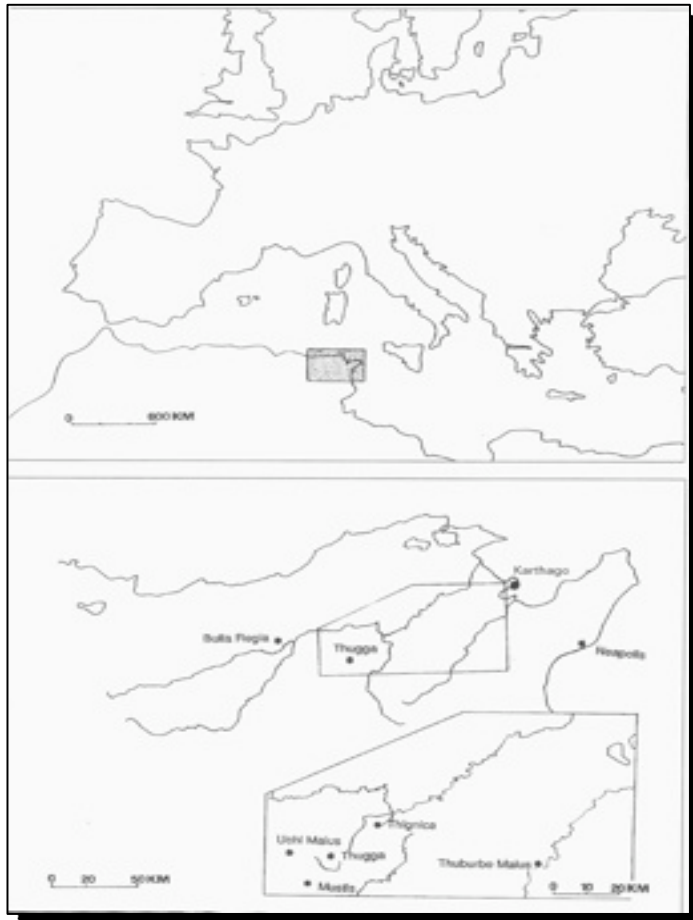 0 600 KM
Karthago
Bulla Regia
Thugga
Neapolis
Thignica
Uchi Maius
Thugga
Thuburbo Maius
Mustis
0 20 50 KM
0 10 20 KM